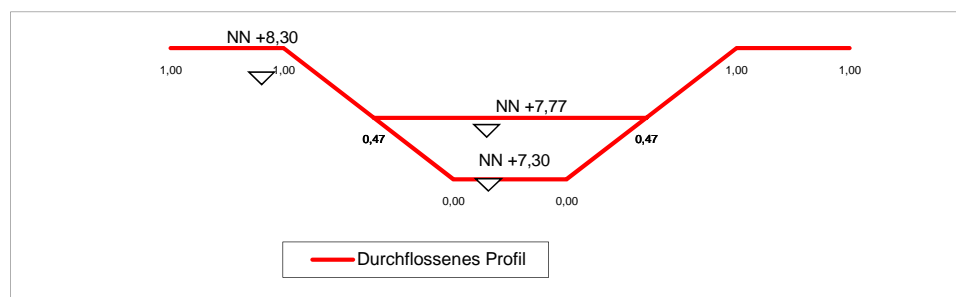 NN +8,30
1,00 1,00 1,00 1,00
NN +7,77
0,47 0,47
NN +7,30
0,00 0,00
Durchflossenes Profil